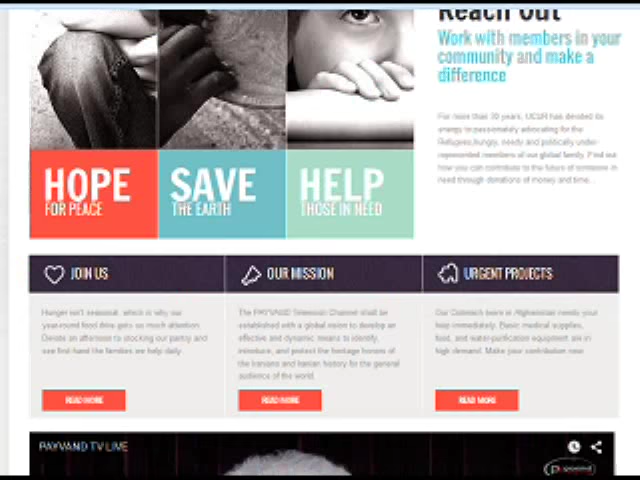 Reach Out
Work with members in your
community and make a
difference
For more than 30 years, UCUR has devoted its
energy to passionately advocating for the
Refugees, hungry, needy and politically under-
represented members of our global family. Find out
how you can contribute to the future of someone in
need through donations of money and time.
HOPE
FOR PEACE
SAVE
THE EARTH
HELP
THOSE IN NEED
JOIN US
Hunger isn't seasonal, which is why our
year-round food drive gets so much attention.
Donate an afternoon to stocking our pantry and
see first hand the families we help daily.
READ MORE
OUR MISSION
The PAYVAND Television Channel shall be
established with a global vision to develop an
effective and dynamic means to identify,
introduce, and protect the heritage honors of
the Iranians and Iranian history for the general
audience of the world.
READ MORE
URGENT PROJECTS
Our Outreach team in Afghanistan needs your
help immediately. Basic medical supplies,
food, and water-purification equipment are in
high demand. Make your contribution now
READ MORE
PAYVAND TV LIVE